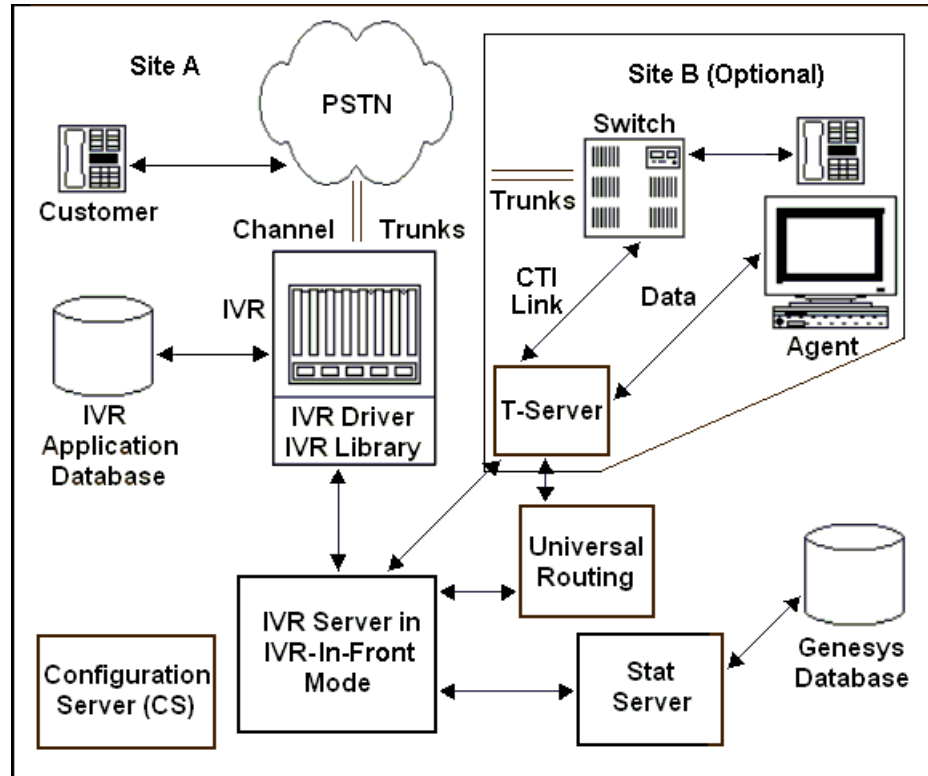 Site A
PSTN
Site B (Optional)
Switch
Customer
Trunks
Channel
Trunks
CTI
Link
Data
IVR
Agent
IVR
Application
Database
IVR Driver
IVR Library
T-Server
Universal
Routing
IVR Server in
IVR-In-Front
Mode
Configuration
Server (CS)
Stat
Server
Genesys
Database